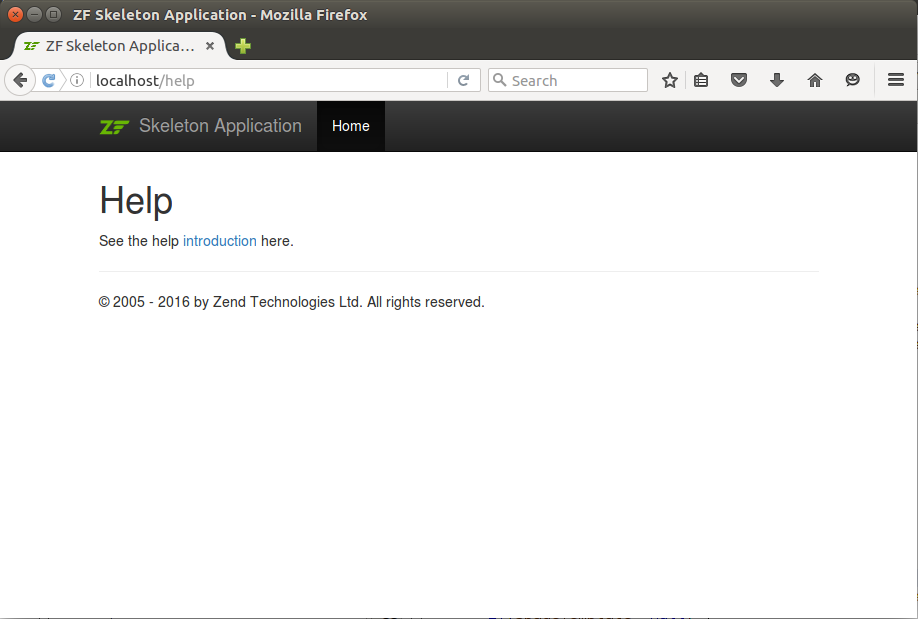 ZF Skeleton Application - Mozilla Firefox
ZF Skeleton Applica...
localhost/help
Search
ZF Skeleton Application Home
Help
See the help introduction here.
© 2005 - 2016 by Zend Technologies Ltd. All rights reserved.